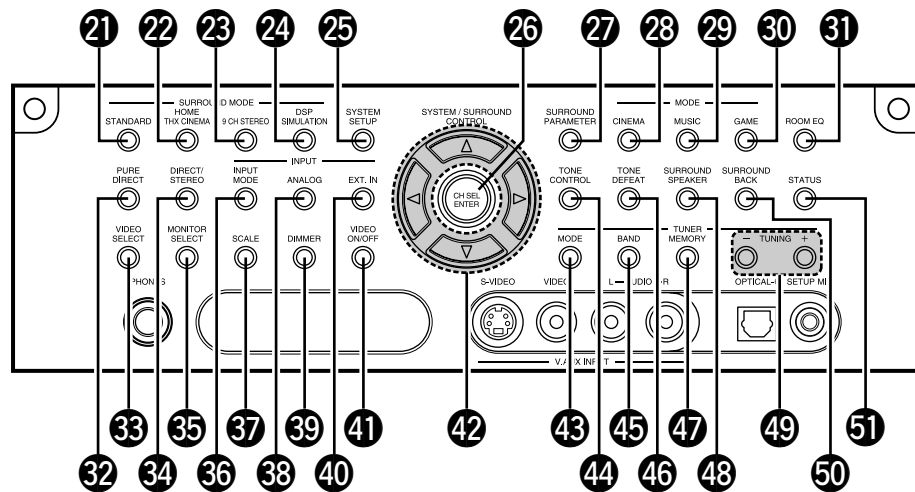 21 22 23 24 25 26 27 28 29 30 31
SURROUND MODE
MODE
HOME
DSP
SYSTEM
SYSTEM / SURROUND
SURROUND
STANDARD THX CINEMA 9 CH STEREO SIMULATION SETUP CONTROL PARAMETER CINEMA MUSIC GAME ROOM EQ
INPUT
PURE DIRECT/ INPUT TONE TONE SURROUND SURROUND
DIRECT STEREO MODE ANALOG EXT. IN CH SEL CONTROL DEFEAT SPEAKER BACK STATUS
ENTER
VIDEO MONITOR VIDEO TUNER
SELECT SELECT SCALE DIMMER ON/OFF MODE BAND MEMORY − TUNING +
S-VIDEO VIDEO L AUDIO R SETUP
V.AUX INPUT
33 35 37 39 41 42 43 45 47 49 51
32 34 36 38 40 44 46 48 50